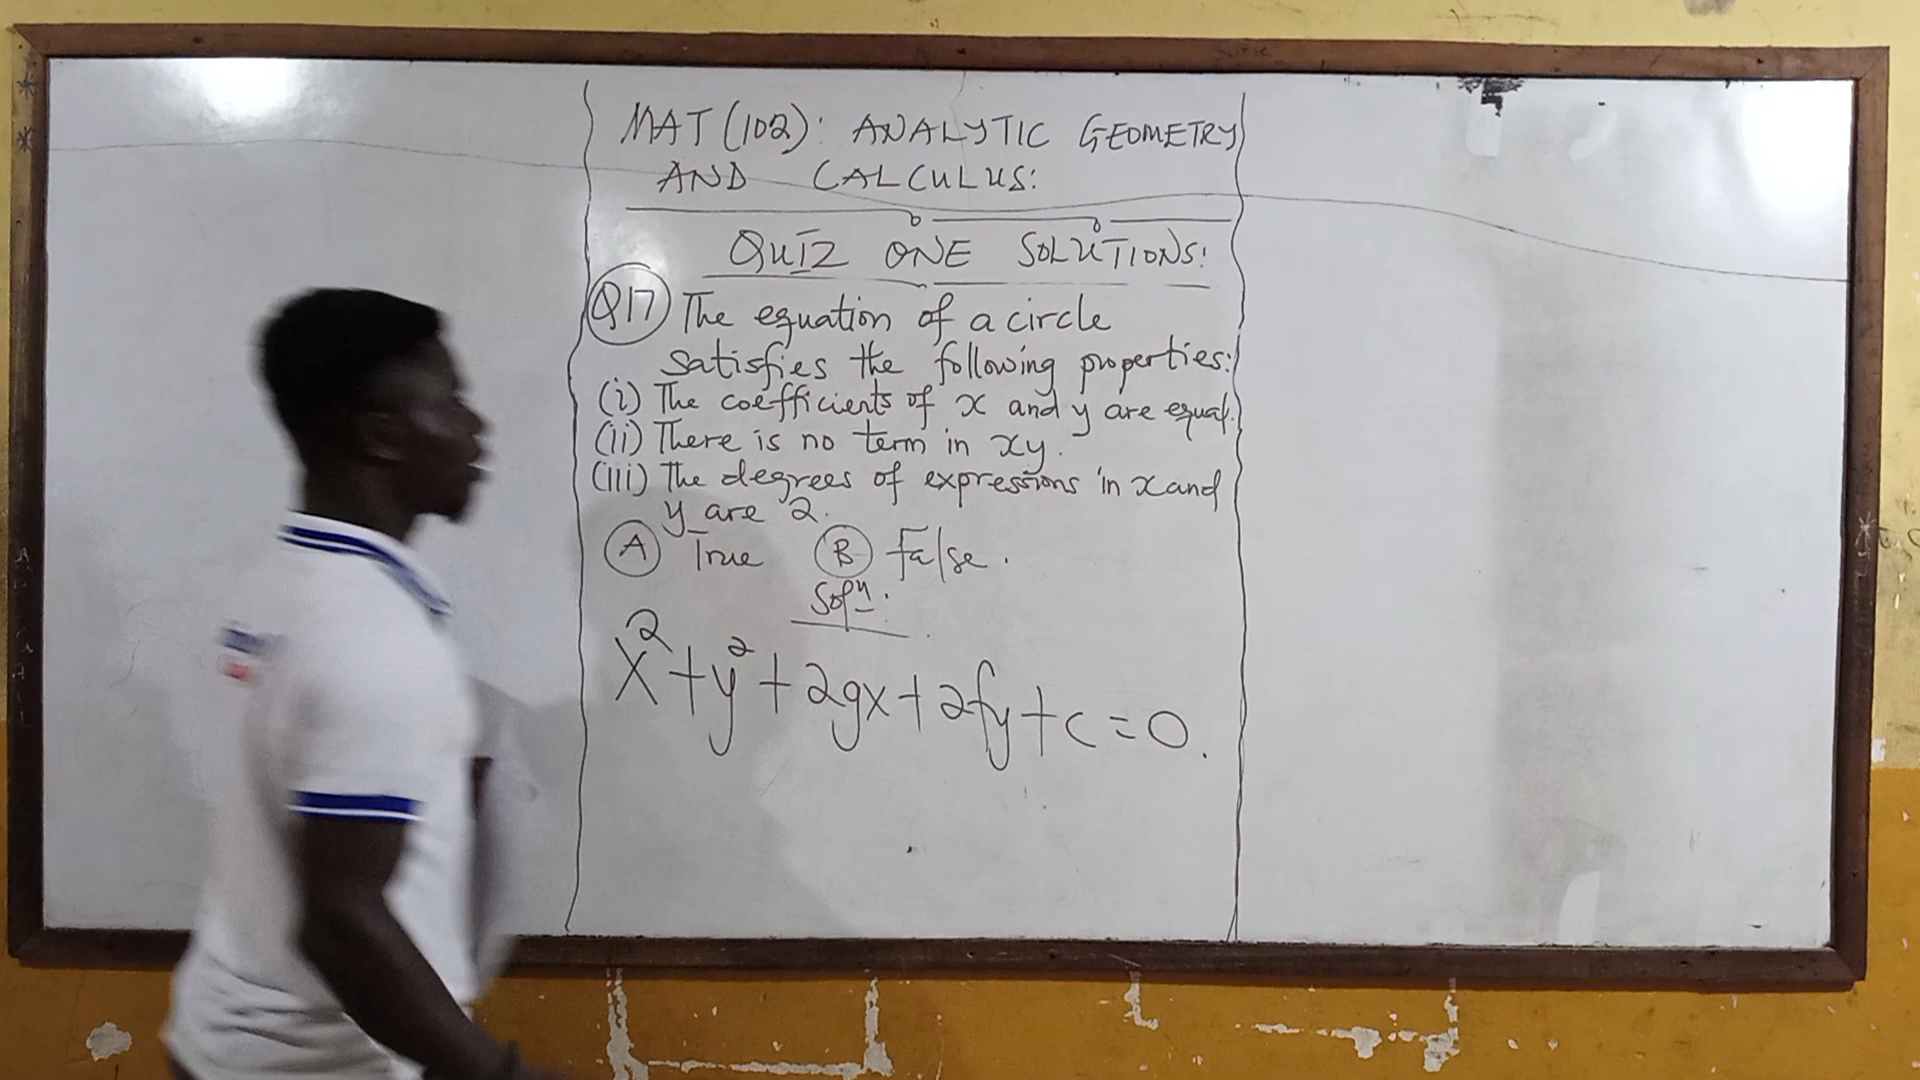 MAT (102): ANALYTIC GEOMETRY
AND CALCULUS:
QUIZ ONE SOLUTIONS:
Q17 The equation of a circle
satisfies the following properties:
(i) The coefficients of x and y are equal.
(ii) There is no term in xy.
(iii) The degrees of expressions in x and
y are 2.
A True B False.
Solⁿ:
x² + y² + 2gx + 2fy + c = 0.